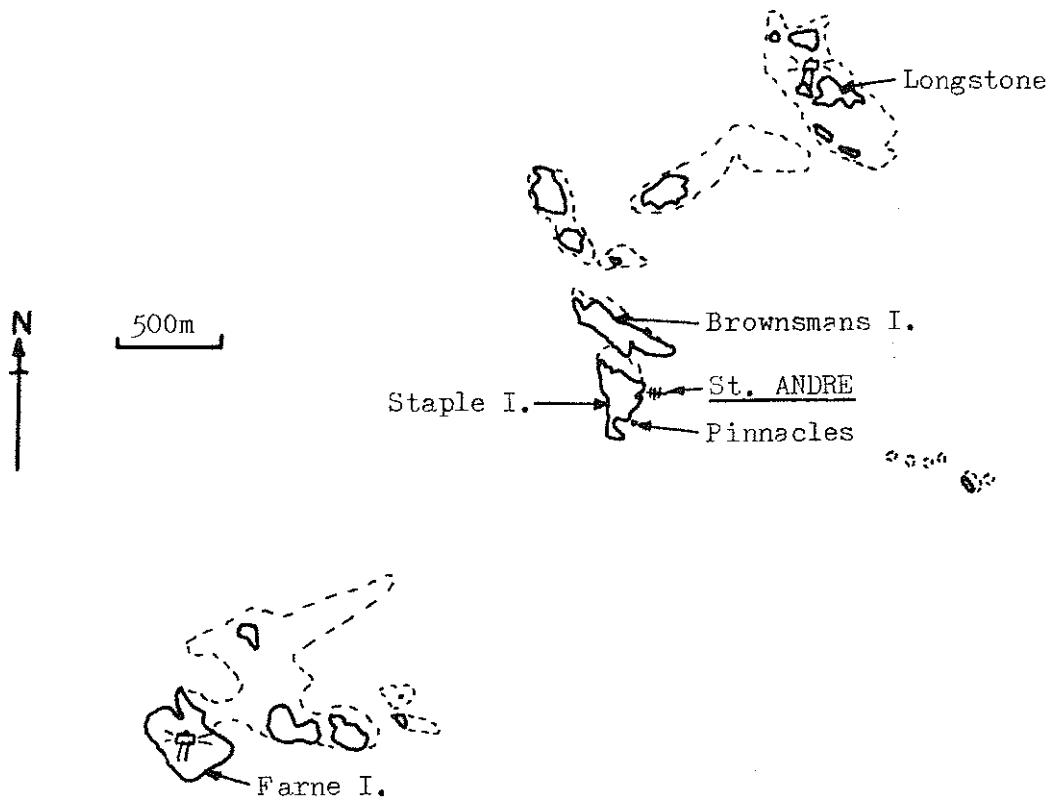 Longstone
N
500m
Brownsmans I.
St. ANDRE
Staple I.
Pinnacles
Farne I.